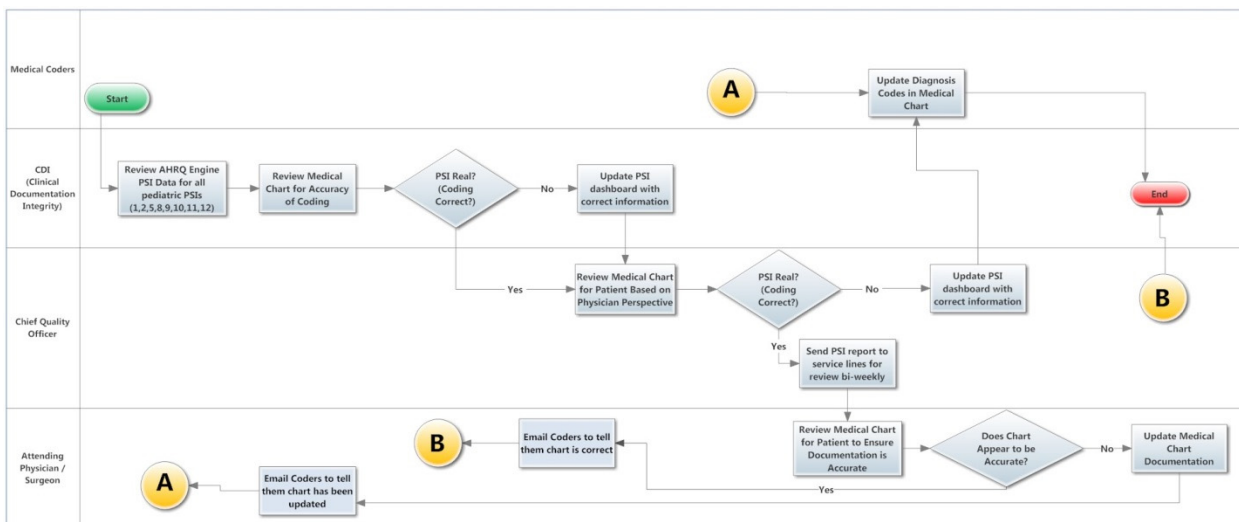 Medical Coders
Start
A
Update Diagnosis
Codes in Medical
Chart
CDI
(Clinical
Documentation
Integrity)
Review AHRQ Engine
PSI Data for all
pediatric PSIs
(1,2,5,8,9,10,11,12)
Review Medical
Chart for Accuracy
of Coding
PSI Real?
(Coding
Correct?)
No
Update PSI
dashboard with
correct information
End
Chief Quality
Officer
Yes
Review Medical Chart
for Patient Based on
Physician Perspective
PSI Real?
(Coding
Correct?)
No
Update PSI
dashboard with
correct information
B
Yes
Send PSI report to
service lines for
review bi-weekly
Attending
Physician /
Surgeon
A
Email Coders to tell
them chart has been
updated
B
Email Coders to tell
them chart is correct
Review Medical Chart
for Patient to Ensure
Documentation is
Accurate
Does Chart
Appear to be
Accurate?
No
Update Medical
Chart
Documentation
Yes